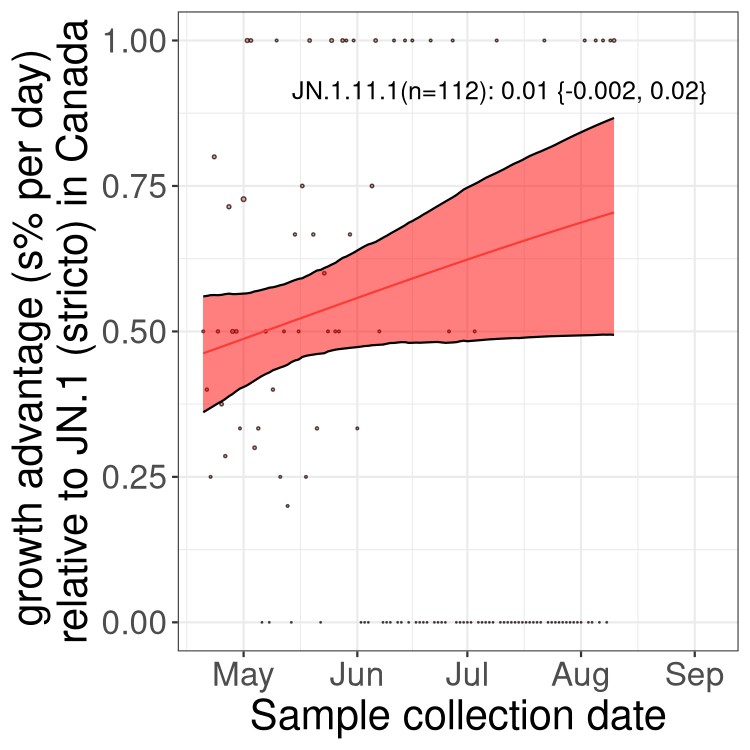 growth advantage (s% per day)
relative to JN.1 (stricto) in Canada
1.00
JN.1.11.1(n=112): 0.01 {-0.002, 0.02}
0.75
0.50
0.25
0.00
May Jun Jul Aug Sep
Sample collection date